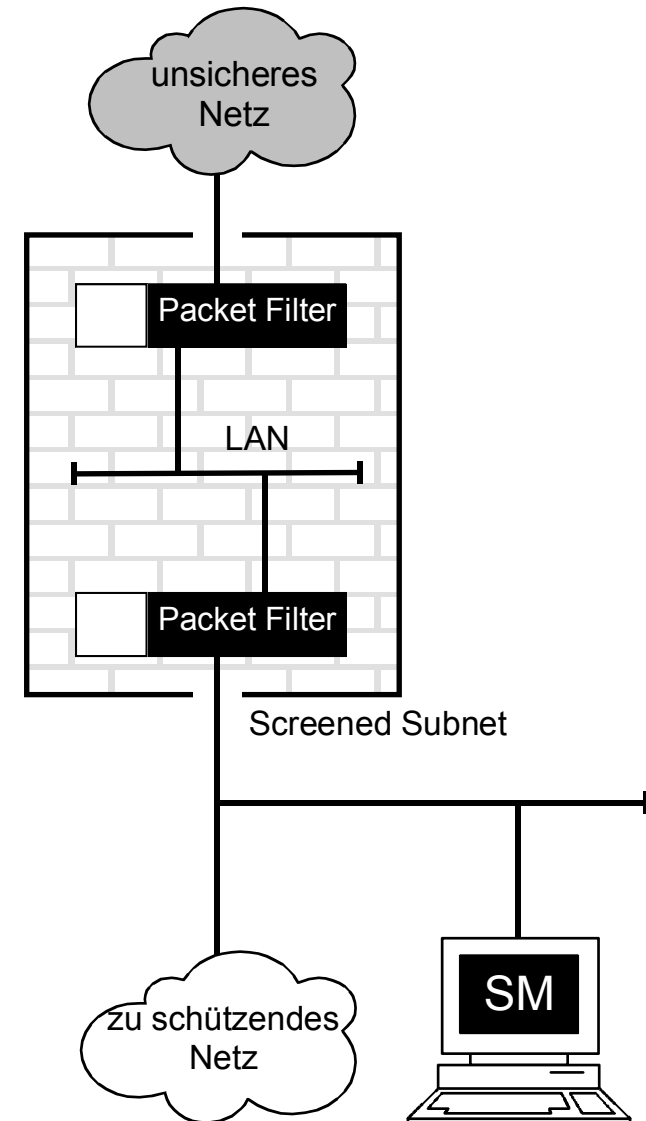 unsicheres
Netz
Packet Filter
LAN
Packet Filter
Screened Subnet
SM
zu schützendes
Netz